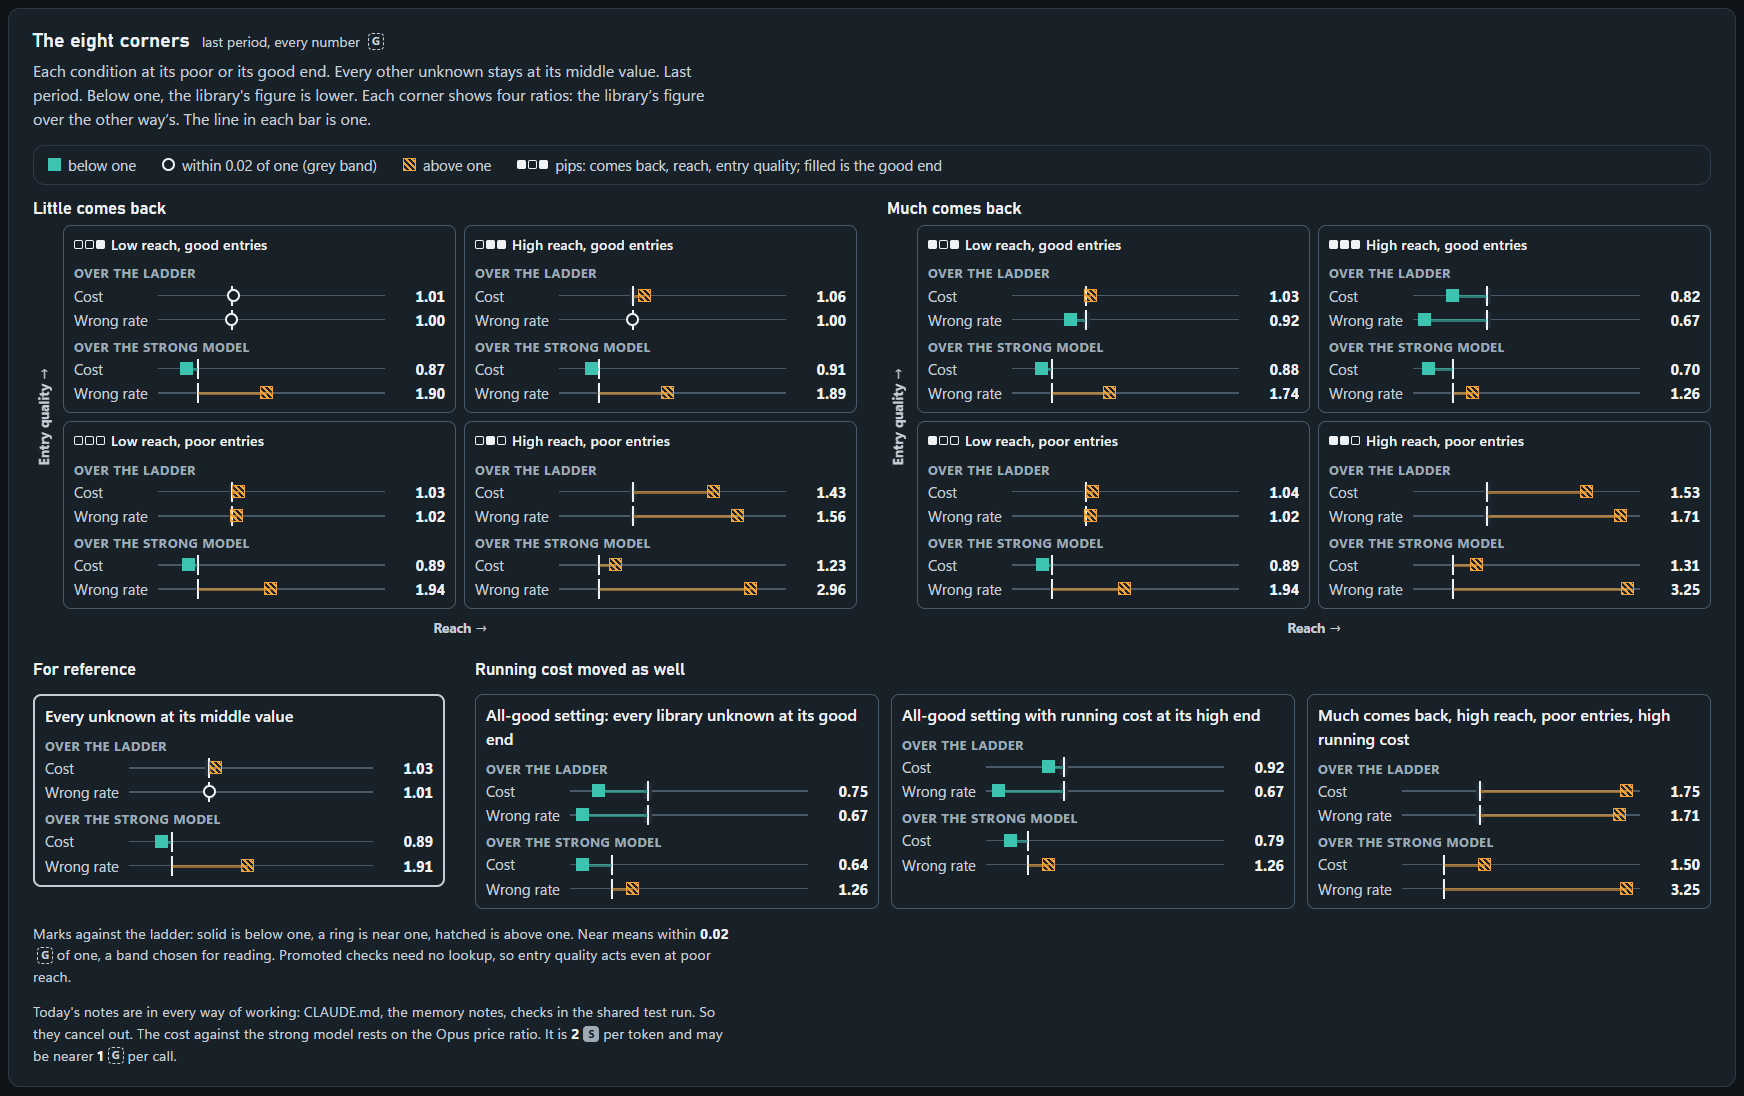 The eight corners last period, every number G
Each condition at its poor or its good end. Every other unknown stays at its middle value. Last
period. Below one, the library's figure is lower. Each corner shows four ratios: the library’s figure
over the other way’s. The line in each bar is one.
below one within 0.02 of one (grey band) above one pips: comes back, reach, entry quality; filled is the good end
Little comes back
Entry quality →
Low reach, good entries
OVER THE LADDER
Cost 1.01
Wrong rate 1.00
OVER THE STRONG MODEL
Cost 0.87
Wrong rate 1.90
High reach, good entries
OVER THE LADDER
Cost 1.06
Wrong rate 1.00
OVER THE STRONG MODEL
Cost 0.91
Wrong rate 1.89
Low reach, poor entries
OVER THE LADDER
Cost 1.03
Wrong rate 1.02
OVER THE STRONG MODEL
Cost 0.89
Wrong rate 1.94
High reach, poor entries
OVER THE LADDER
Cost 1.43
Wrong rate 1.56
OVER THE STRONG MODEL
Cost 1.23
Wrong rate 2.96
Reach →
Much comes back
Entry quality →
Low reach, good entries
OVER THE LADDER
Cost 1.03
Wrong rate 0.92
OVER THE STRONG MODEL
Cost 0.88
Wrong rate 1.74
High reach, good entries
OVER THE LADDER
Cost 0.82
Wrong rate 0.67
OVER THE STRONG MODEL
Cost 0.70
Wrong rate 1.26
Low reach, poor entries
OVER THE LADDER
Cost 1.04
Wrong rate 1.02
OVER THE STRONG MODEL
Cost 0.89
Wrong rate 1.94
High reach, poor entries
OVER THE LADDER
Cost 1.53
Wrong rate 1.71
OVER THE STRONG MODEL
Cost 1.31
Wrong rate 3.25
Reach →
For reference
Every unknown at its middle value
OVER THE LADDER
Cost 1.03
Wrong rate 1.01
OVER THE STRONG MODEL
Cost 0.89
Wrong rate 1.91
Running cost moved as well
All-good setting: every library unknown at its good
end
OVER THE LADDER
Cost 0.75
Wrong rate 0.67
OVER THE STRONG MODEL
Cost 0.64
Wrong rate 1.26
All-good setting with running cost at its high end
OVER THE LADDER
Cost 0.92
Wrong rate 0.67
OVER THE STRONG MODEL
Cost 0.79
Wrong rate 1.26
Much comes back, high reach, poor entries, high
running cost
OVER THE LADDER
Cost 1.75
Wrong rate 1.71
OVER THE STRONG MODEL
Cost 1.50
Wrong rate 3.25
Marks against the ladder: solid is below one, a ring is near one, hatched is above one. Near means within 0.02
G of one, a band chosen for reading. Promoted checks need no lookup, so entry quality acts even at poor
reach.
Today's notes are in every way of working: CLAUDE.md, the memory notes, checks in the shared test run. So
they cancel out. The cost against the strong model rests on the Opus price ratio. It is 2 S per token and may
be nearer 1 G per call.